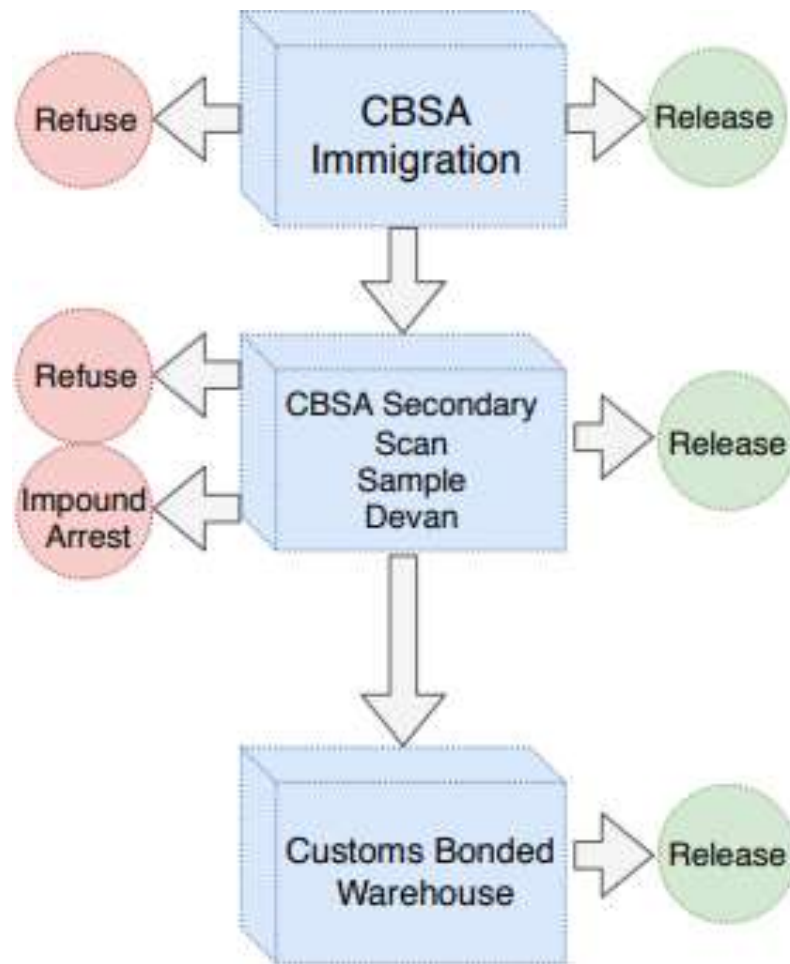 Refuse
CBSA
Immigration
Release
Refuse
CBSA Secondary
Scan
Sample
Devan
Release
Impound
Arrest
Customs Bonded
Warehouse
Release